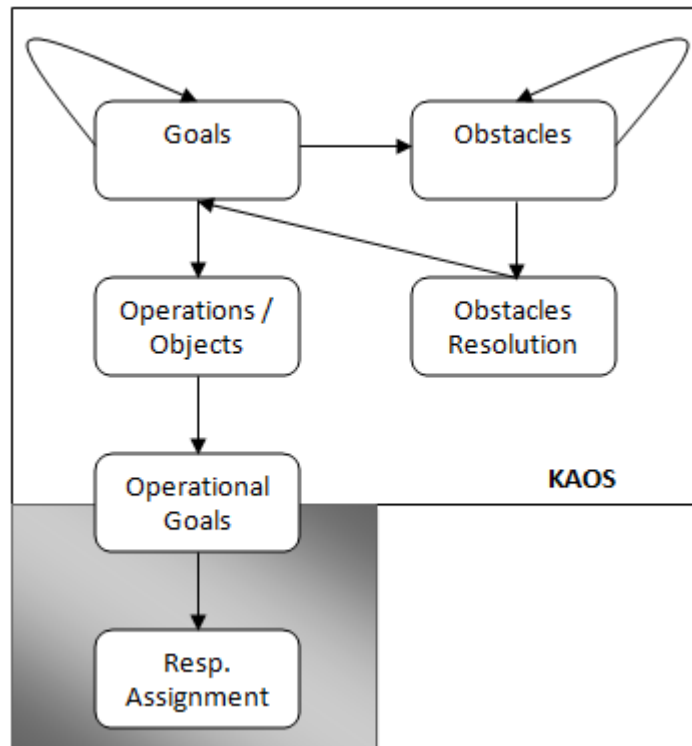 Goals
Obstacles
Operations /
Objects
Obstacles
Resolution
Operational
Goals
KAOS
Resp.
Assignment